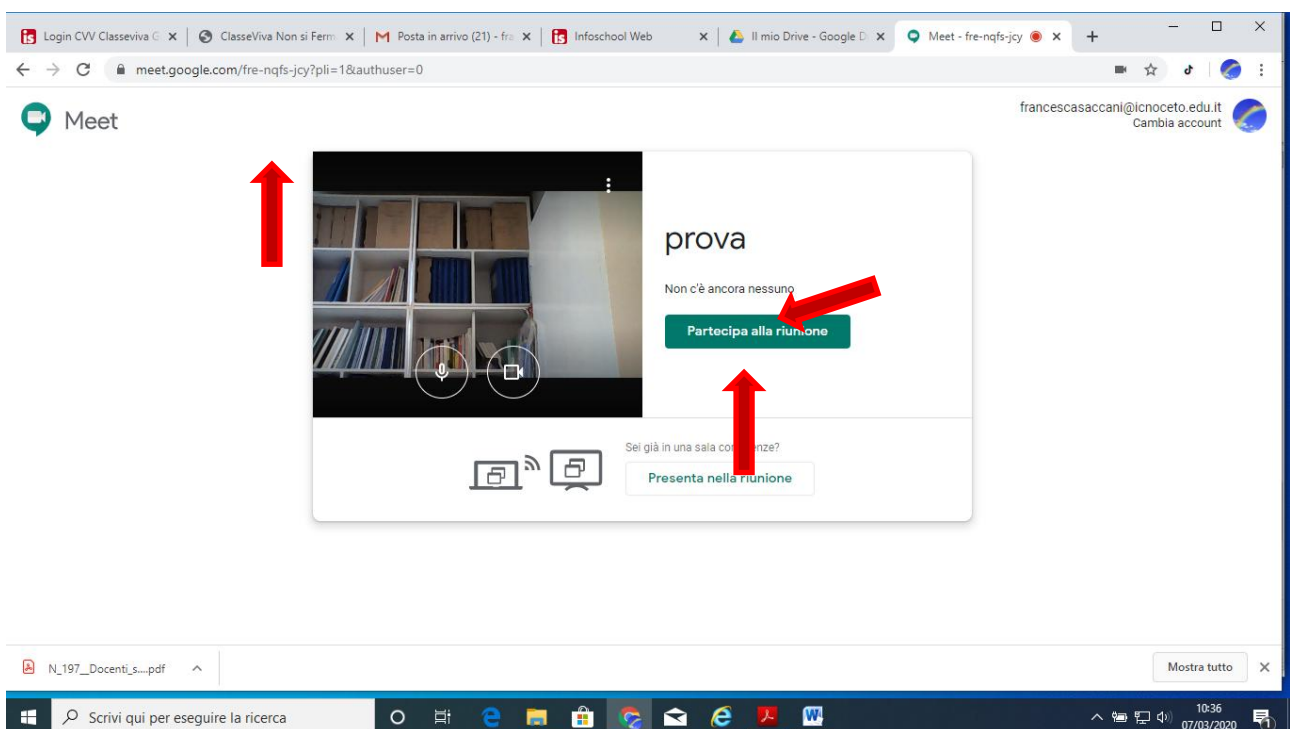 Login CVV Classeviva G
ClasseViva Non si Ferm
Posta in arrivo (21) - fra
Infoschool Web
Il mio Drive - Google D
Meet - fre-nqfs-jcy
meet.google.com/fre-nqfs-jcy?pli=1&authuser=0
Meet
francescasaccani@icnoceto.edu.it
Cambia account
prova
Non c'è ancora nessuno
Partecipa alla riunione
Sei già in una sala
Presenta nella riunione
N_197__Docenti_s....pdf
Mostra tutto
Scrivi qui per eseguire la ricerca
10:36
07/03/2020